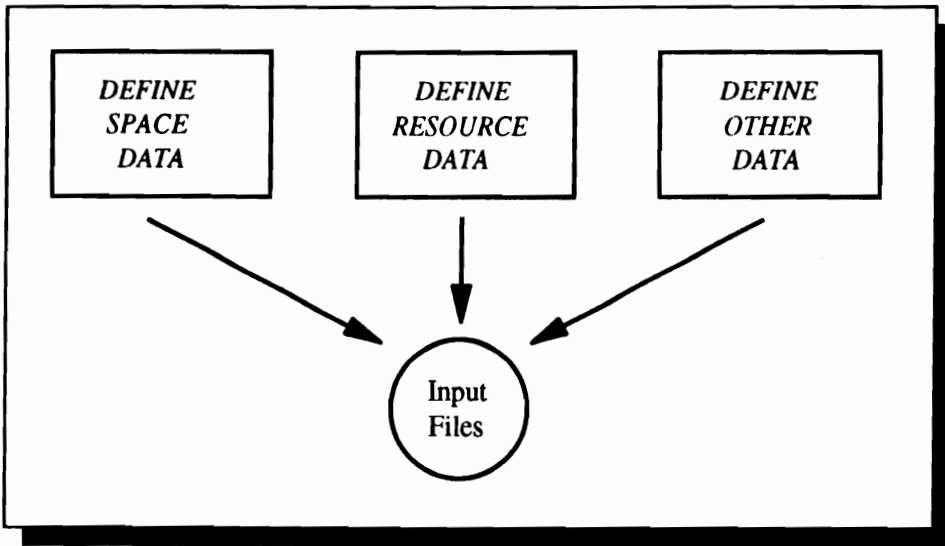 DEFINE
SPACE
DATA
DEFINE
RESOURCE
DATA
DEFINE
OTHER
DATA
Input
Files